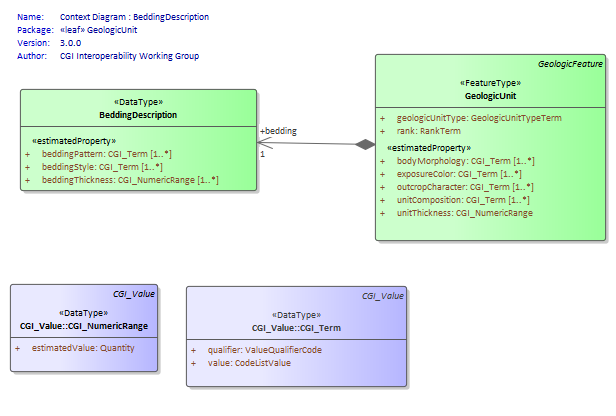 Name: Context Diagram : BeddingDescription
Package: «leaf» GeologicUnit
Version: 3.0.0
Author: CGI Interoperability Working Group
GeologicFeature
«FeatureType»
GeologicUnit
+ geologicUnitType: GeologicUnitTypeTerm
+ rank: RankTerm
«estimatedProperty»
+ bodyMorphology: CGI_Term [1..*]
+ exposureColor: CGI_Term [1..*]
+ outcropCharacter: CGI_Term [1..*]
+ unitComposition: CGI_Term [1..*]
+ unitThickness: CGI_NumericRange
«DataType»
BeddingDescription
«estimatedProperty»
+ beddingPattern: CGI_Term [1..*]
+ beddingStyle: CGI_Term [1..*]
+ beddingThickness: CGI_NumericRange [1..*]
+bedding
1
CGI_Value
«DataType»
CGI_Value::CGI_NumericRange
+ estimatedValue: Quantity
CGI_Value
«DataType»
CGI_Value::CGI_Term
+ qualifier: ValueQualifierCode
+ value: CodeListValue